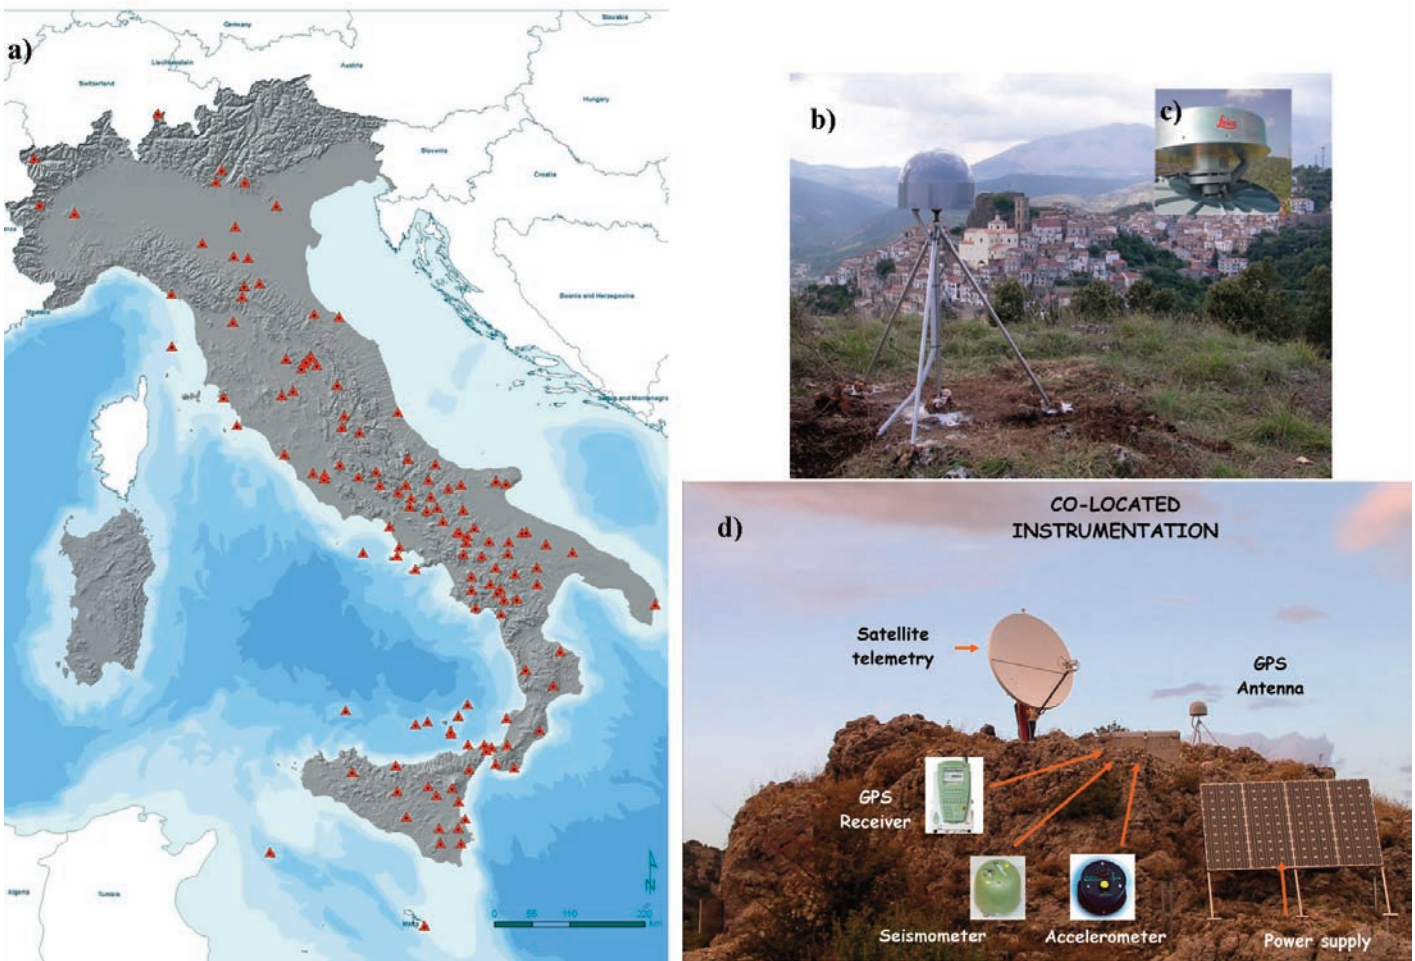 a)
Germany
Slovakia
Liechtenstein
Austria
Switzerland
Hungary
Slovenia
Croatia
Bosnia and Herzegovina
Algeria
Tunisia
Malta
N
0 55 110 220
km
b)
c)
Leica
d)
CO-LOCATED
INSTRUMENTATION
Satellite
telemetry
GPS
Antenna
GPS
Receiver
Seismometer
Accelerometer
Power supply